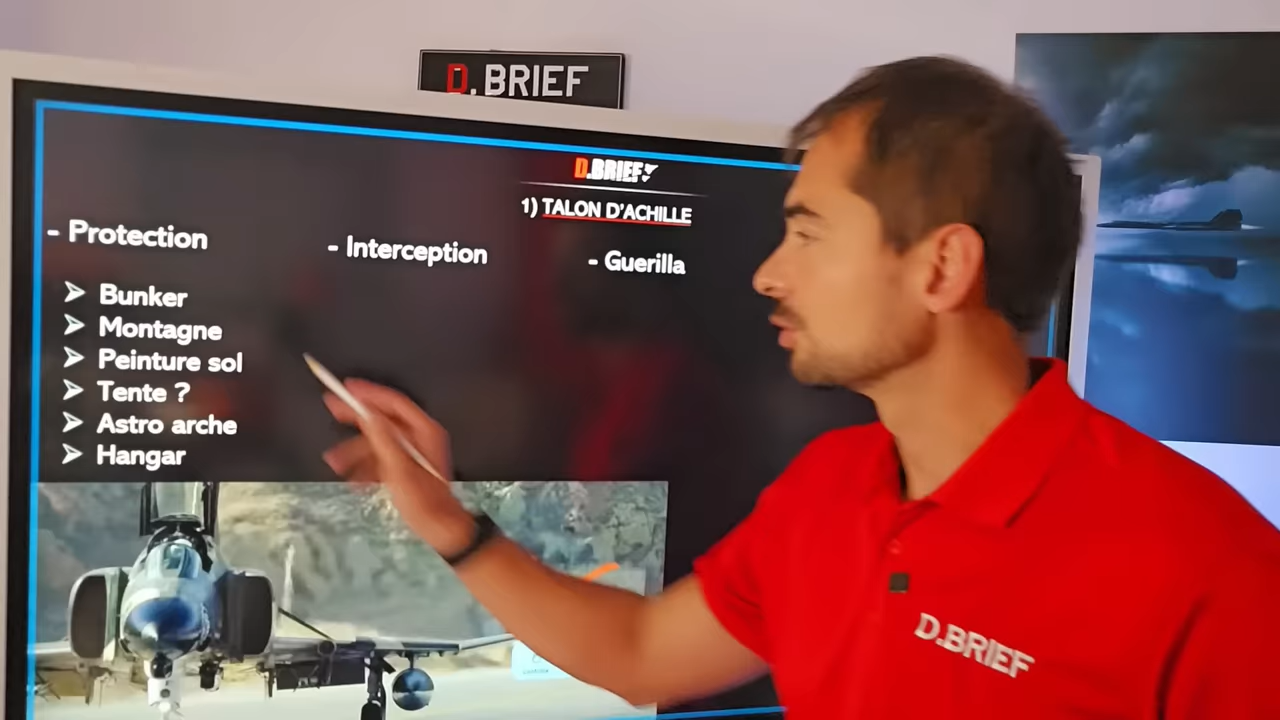 D.BRIEF
D.BRIEF
1) TALON D'ACHILLE
- Protection
- Interception
- Guerilla
➤ Bunker
➤ Montagne
➤ Peinture sol
➤ Tente ?
➤ Astro arche
➤ Hangar
D.BRIEF